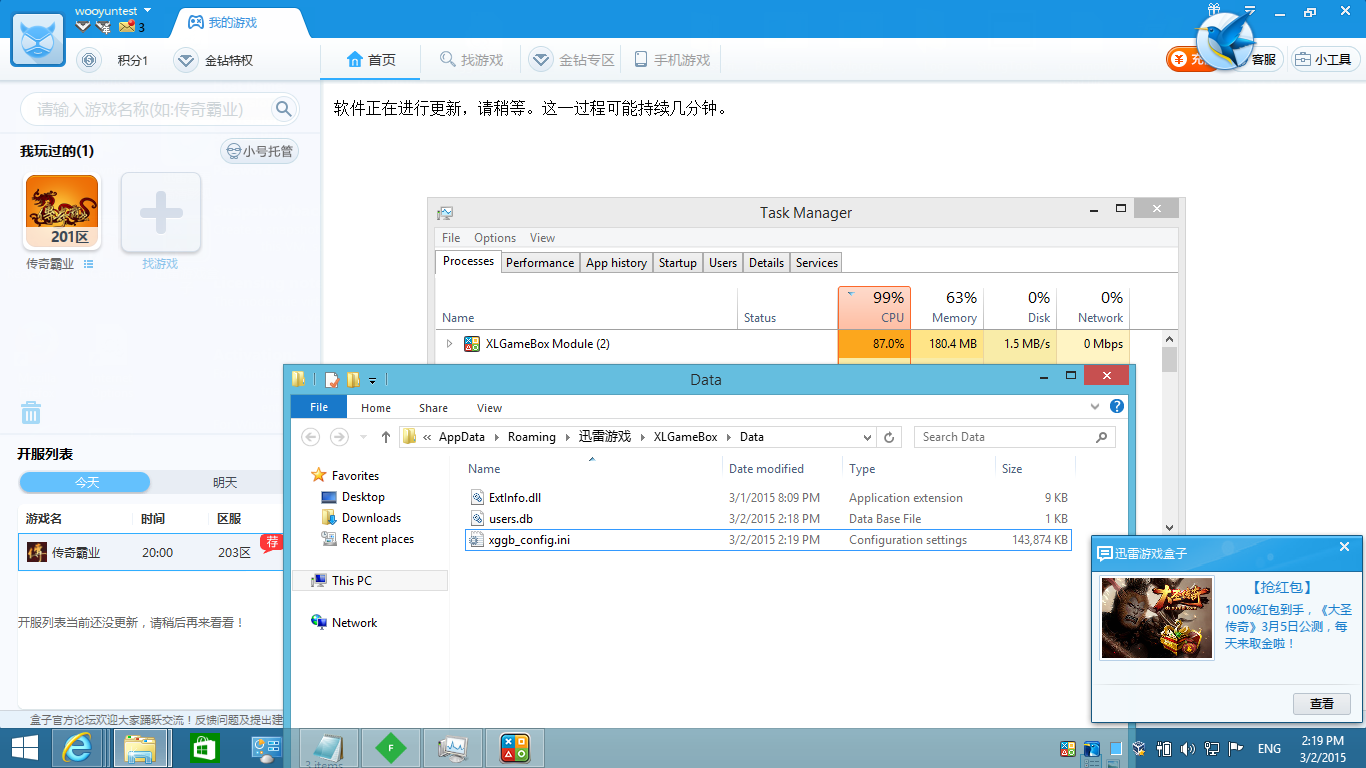 wooyuntest
3
我的游戏
积分1
金钻特权
首页
找游戏
金钻专区
手机游戏
客服
小工具
请输入游戏名称(如:传奇霸业)
软件正在进行更新，请稍等。这一过程可能持续几分钟。
我玩过的(1)
小号托管
201区
传奇霸业
找游戏
Task Manager
File Options View
Processes Performance App history Startup Users Details Services
99% 63% 0% 0%
Name Status CPU Memory Disk Network
XLGameBox Module (2) 87.0% 180.4 MB 1.5 MB/s 0 Mbps
开服列表
今天 明天
游戏名 时间 区服
荐
传奇霸业 20:00 203区
开服列表当前还没更新，请稍后再来看看！
盒子官方论坛欢迎大家踊跃交流！反馈问题及提出建
Data
File Home Share View
« AppData Roaming 迅雷游戏 XLGameBox Data
Search Data
Favorites
Desktop
Downloads
Recent places
This PC
Network
Name Date modified Type Size
ExtInfo.dll 3/1/2015 8:09 PM Application extension 9 KB
users.db 3/2/2015 2:18 PM Data Base File 1 KB
xggb_config.ini 3/2/2015 2:19 PM Configuration settings 143,874 KB
迅雷游戏盒子
大圣传奇
【抢红包】
100%红包到手，《大圣
传奇》3月5日公测，每
天来取金啦！
查看
3 items
F
ENG
2:19 PM
3/2/2015